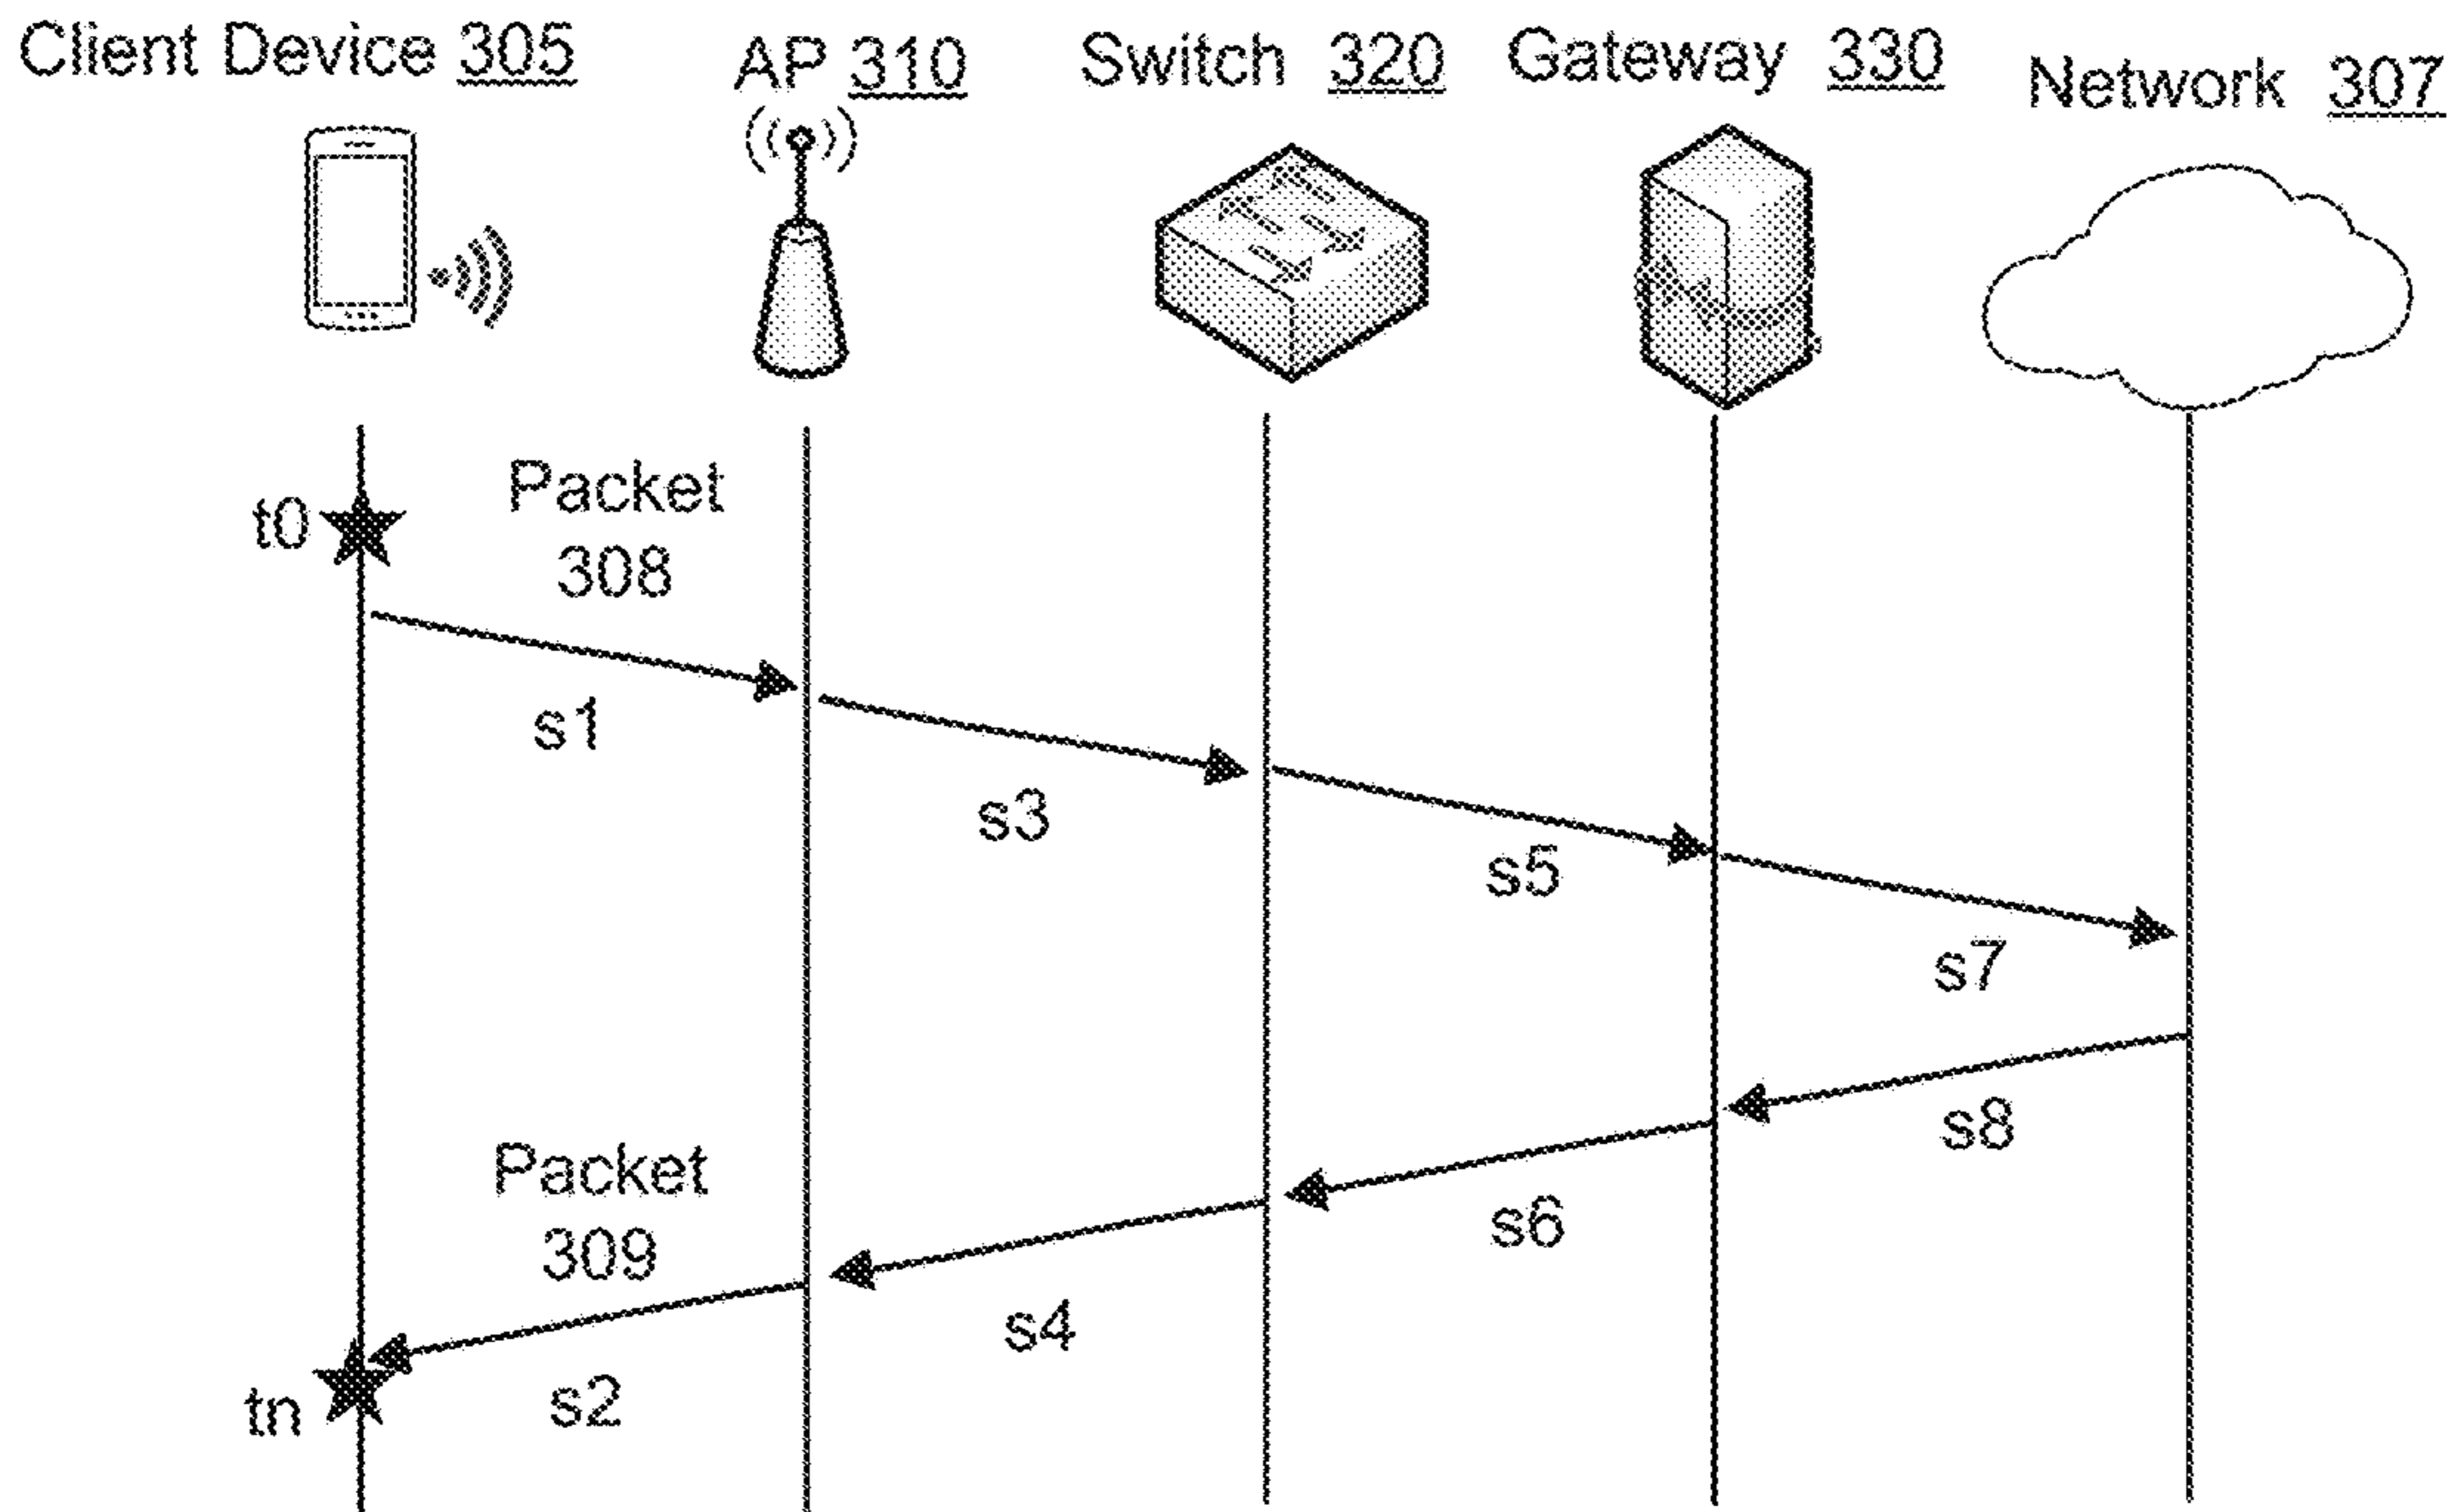 Client Device 305
AP 310
Switch 320
Gateway 330
Network 307
t0
Packet
308
s1
s3
s5
s7
s8
s6
Packet
309
s4
s2
tn